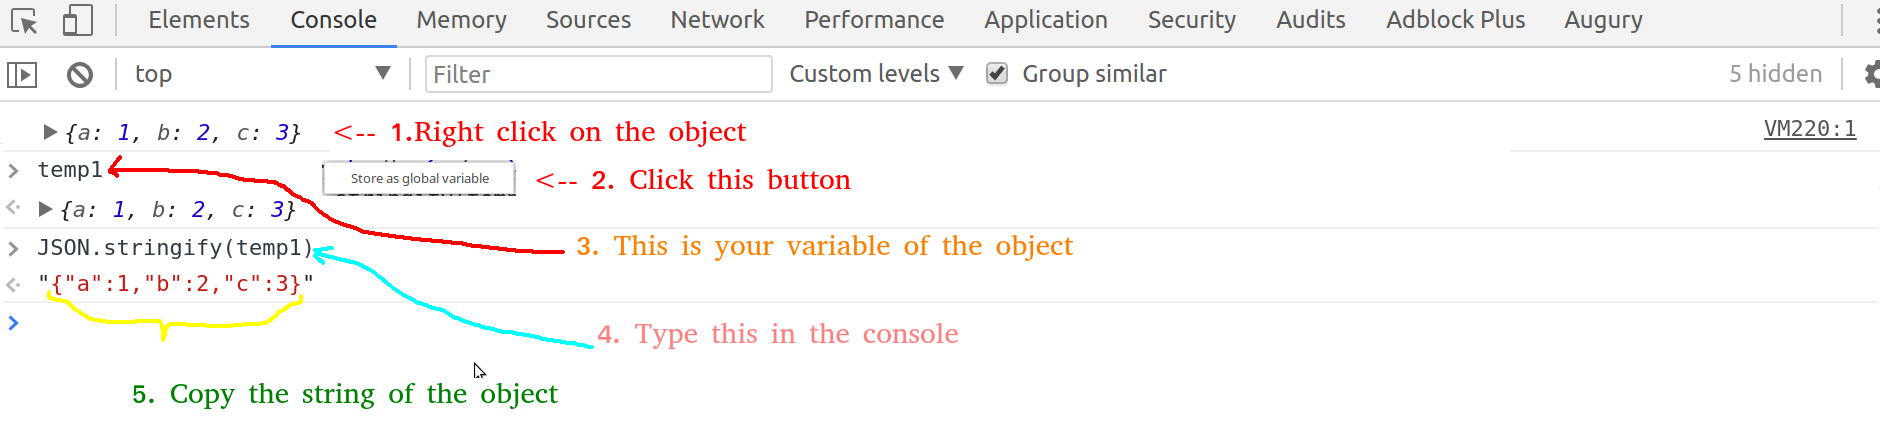 Elements Console Memory Sources Network Performance Application Security Audits Adblock Plus Augury
top Filter Custom levels Group similar 5 hidden
{a: 1, b: 2, c: 3} <-- 1.Right click on the object VM220:1
temp1
Store as global variable <-- 2. Click this button
{a: 1, b: 2, c: 3}
3. This is your variable of the object
JSON.stringify(temp1)
"{"a":1,"b":2,"c":3}"
4. Type this in the console
5. Copy the string of the object